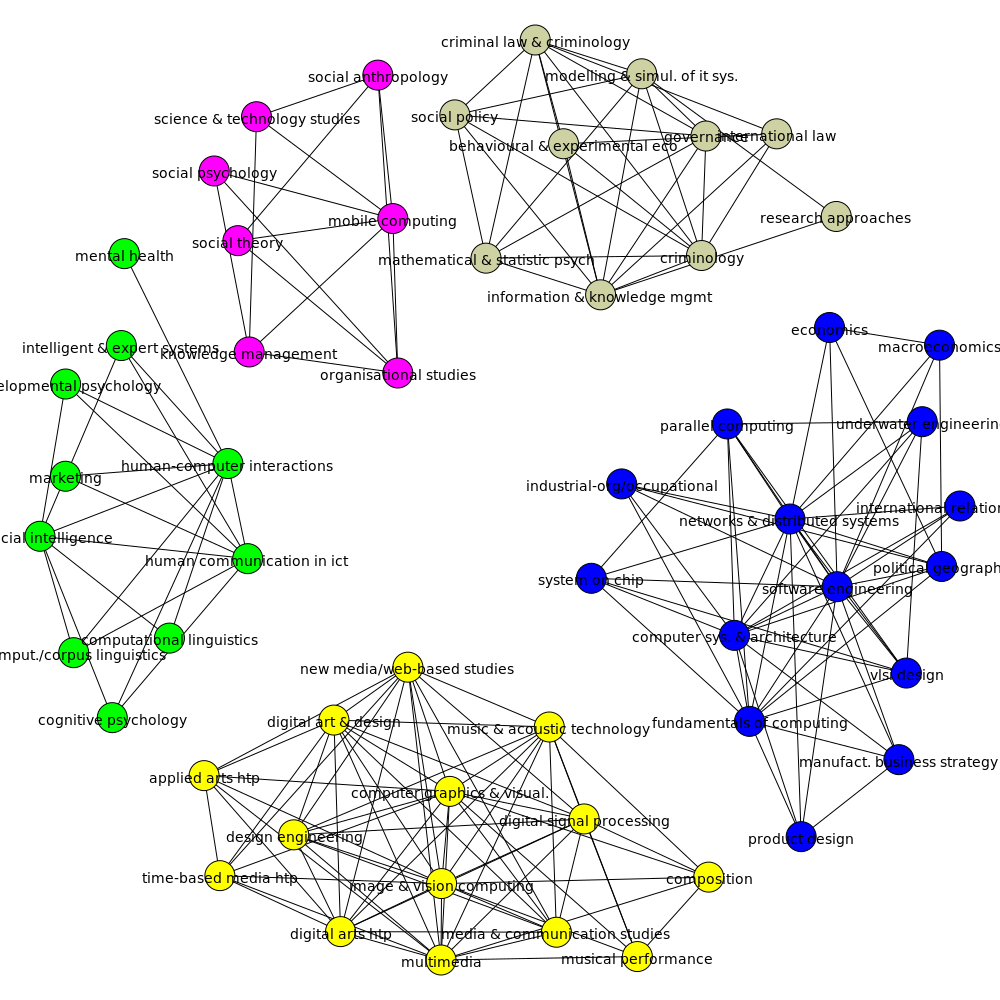 criminal law & criminology
social anthropology
modelling & simul. of it sys.
science & technology studies
social policy
governance
international law
behavioural & experimental eco
social psychology
research approaches
mobile computing
social theory
mental health
mathematical & statistic psych
criminology
information & knowledge mgmt
economics
macroeconomics
intelligent & expert systems
knowledge management
organisational studies
elopmental psychology
parallel computing
underwater engineerin
human-computer interactions
marketing
industrial-org/occupational
international relation
networks & distributed systems
cial intelligence
human communication in ict
political geograph
system on chip
software engineering
computational linguistics
computer sys. & architecture
mput./corpus linguistics
new media/web-based studies
vlsi design
cognitive psychology
digital art & design
music & acoustic technology
fundamentals of computing
manufact. business strategy
applied arts htp
computer graphics & visual.
digital signal processing
design engineering
product design
time-based media htp
image & vision computing
composition
digital arts htp
media & communication studies
multimedia
musical performance